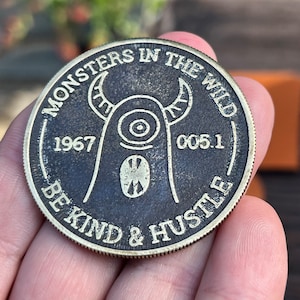 MONSTERS IN THE WILD
1967 005.1
BE KIND & HUSTLE